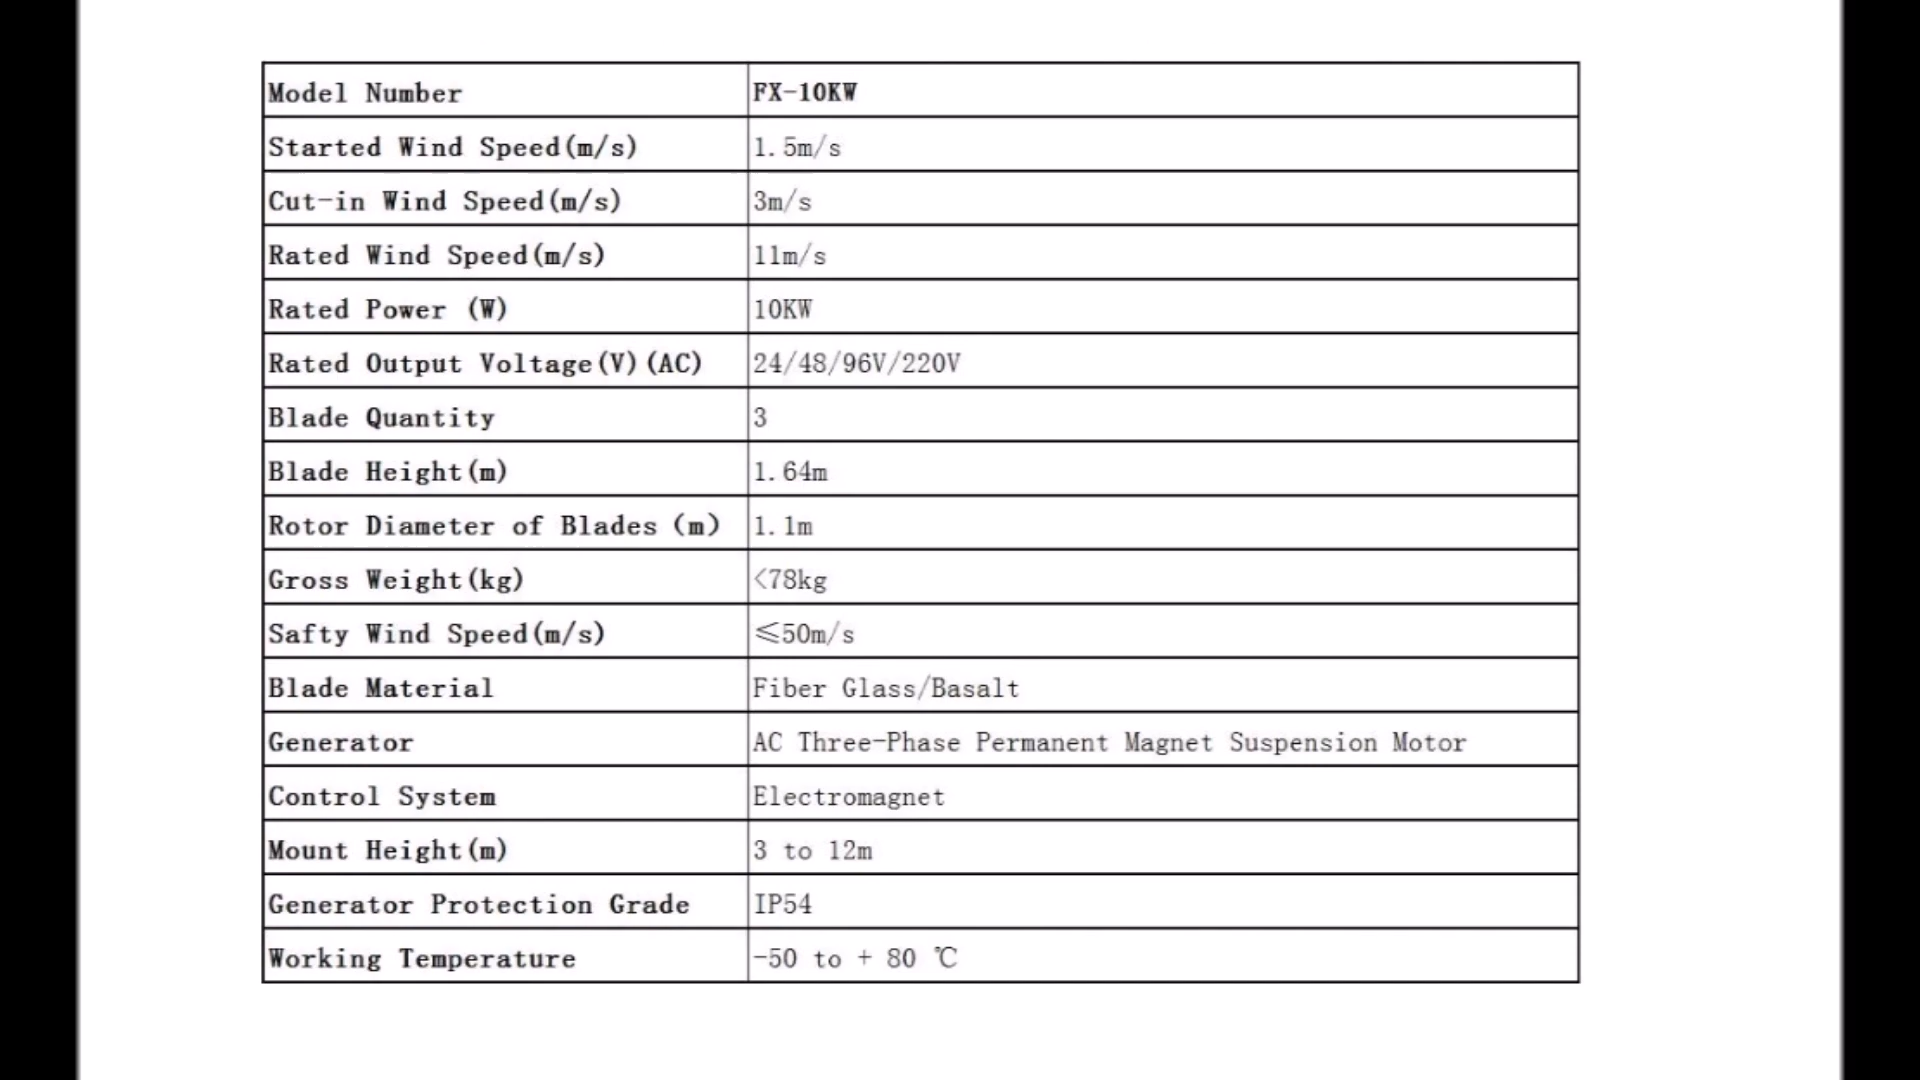 Model Number FX-10KW
Started Wind Speed(m/s) 1.5m/s
Cut-in Wind Speed(m/s) 3m/s
Rated Wind Speed(m/s) 11m/s
Rated Power (W) 10KW
Rated Output Voltage(V)(AC) 24/48/96V/220V
Blade Quantity 3
Blade Height(m) 1.64m
Rotor Diameter of Blades (m) 1.1m
Gross Weight(kg) <78kg
Safty Wind Speed(m/s) ≤50m/s
Blade Material Fiber Glass/Basalt
Generator AC Three-Phase Permanent Magnet Suspension Motor
Control System Electromagnet
Mount Height(m) 3 to 12m
Generator Protection Grade IP54
Working Temperature -50 to + 80 ℃